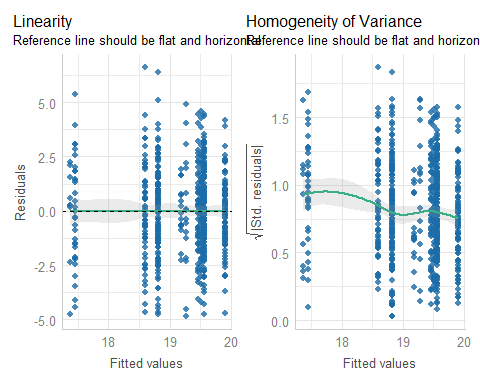 Linearity
Reference line should be flat and horizontal
Homogeneity of Variance
Reference line should be flat and horizon
Residuals
5.0
2.5
0.0
-2.5
-5.0
18
19
20
Fitted values
√|Std. residuals|
1.5
1.0
0.5
0.0
18
19
20
Fitted values